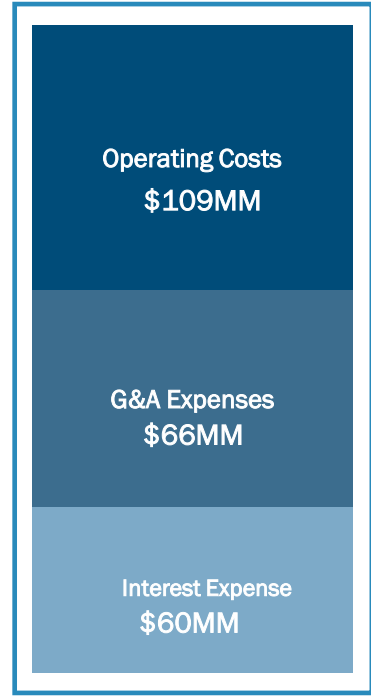 Operating Costs
$109MM
G&A Expenses
$66MM
Interest Expense
$60MM